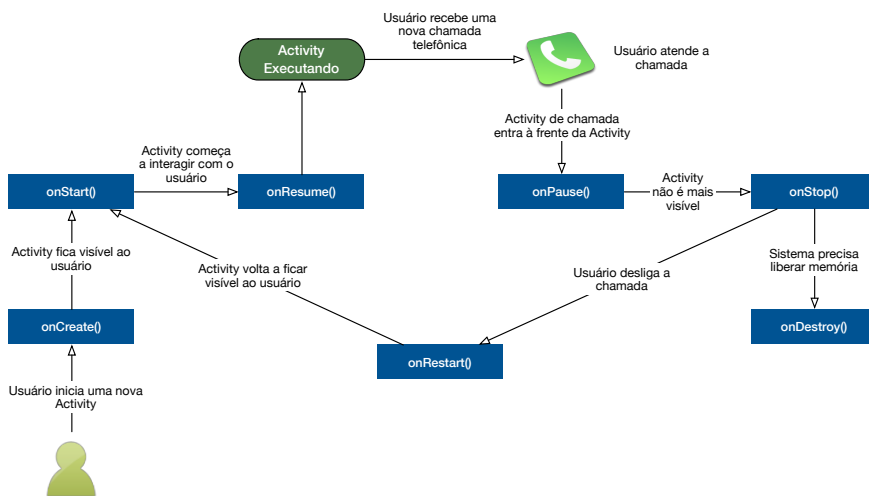 Usuário recebe uma
nova chamada
telefônica
Activity
Executando
Usuário atende a
chamada
Activity de chamada
entra à frente da Activity
Activity começa
a interagir com o
usuário
onStart()
onResume()
onPause()
Activity
não é mais
visível
onStop()
Activity fica visível ao
usuário
Activity volta a ficar
visível ao usuário
Usuário desliga a
chamada
Sistema precisa
liberar memória
onCreate()
onDestroy()
onRestart()
Usuário inicia uma nova
Activity